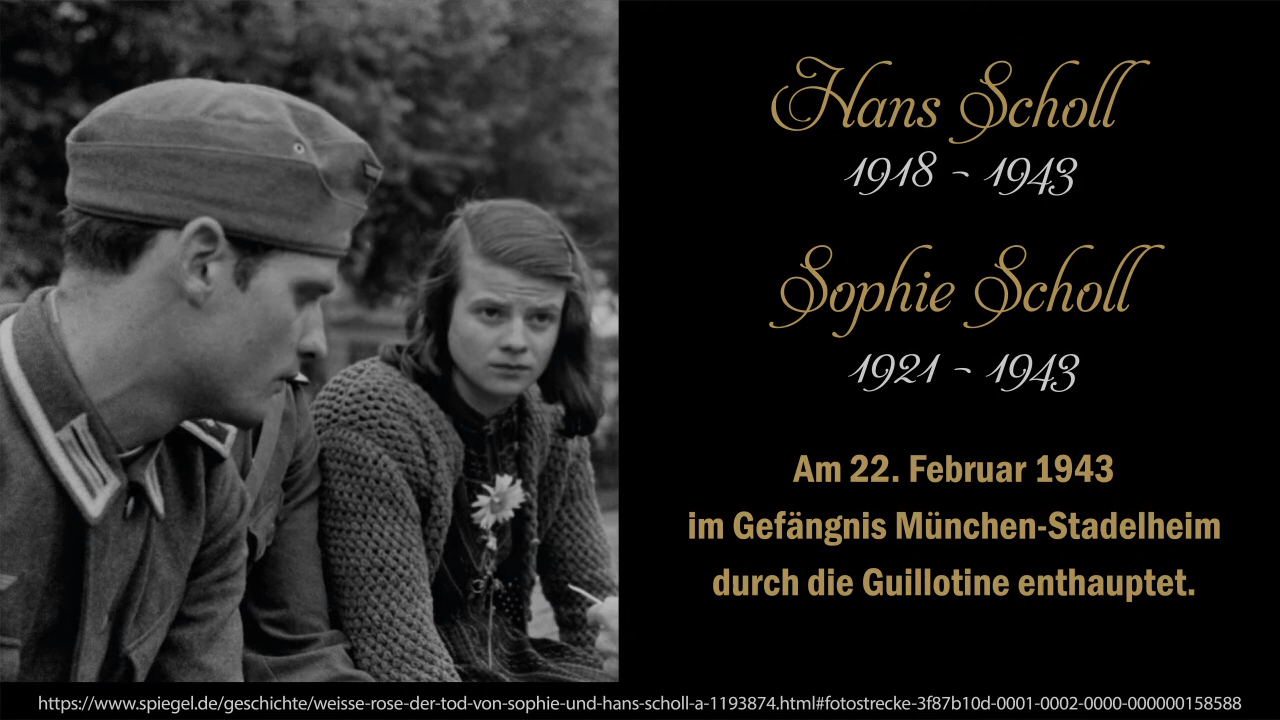 Hans Scholl
1918 - 1943
Sophie Scholl
1921 - 1943
Am 22. Februar 1943
im Gefängnis München-Stadelheim
durch die Guillotine enthauptet.
https://www.spiegel.de/geschichte/weisse-rose-der-tod-von-sophie-und-hans-scholl-a-1193874.html#fotostrecke-3f87b10d-0001-0002-0000-000000158588